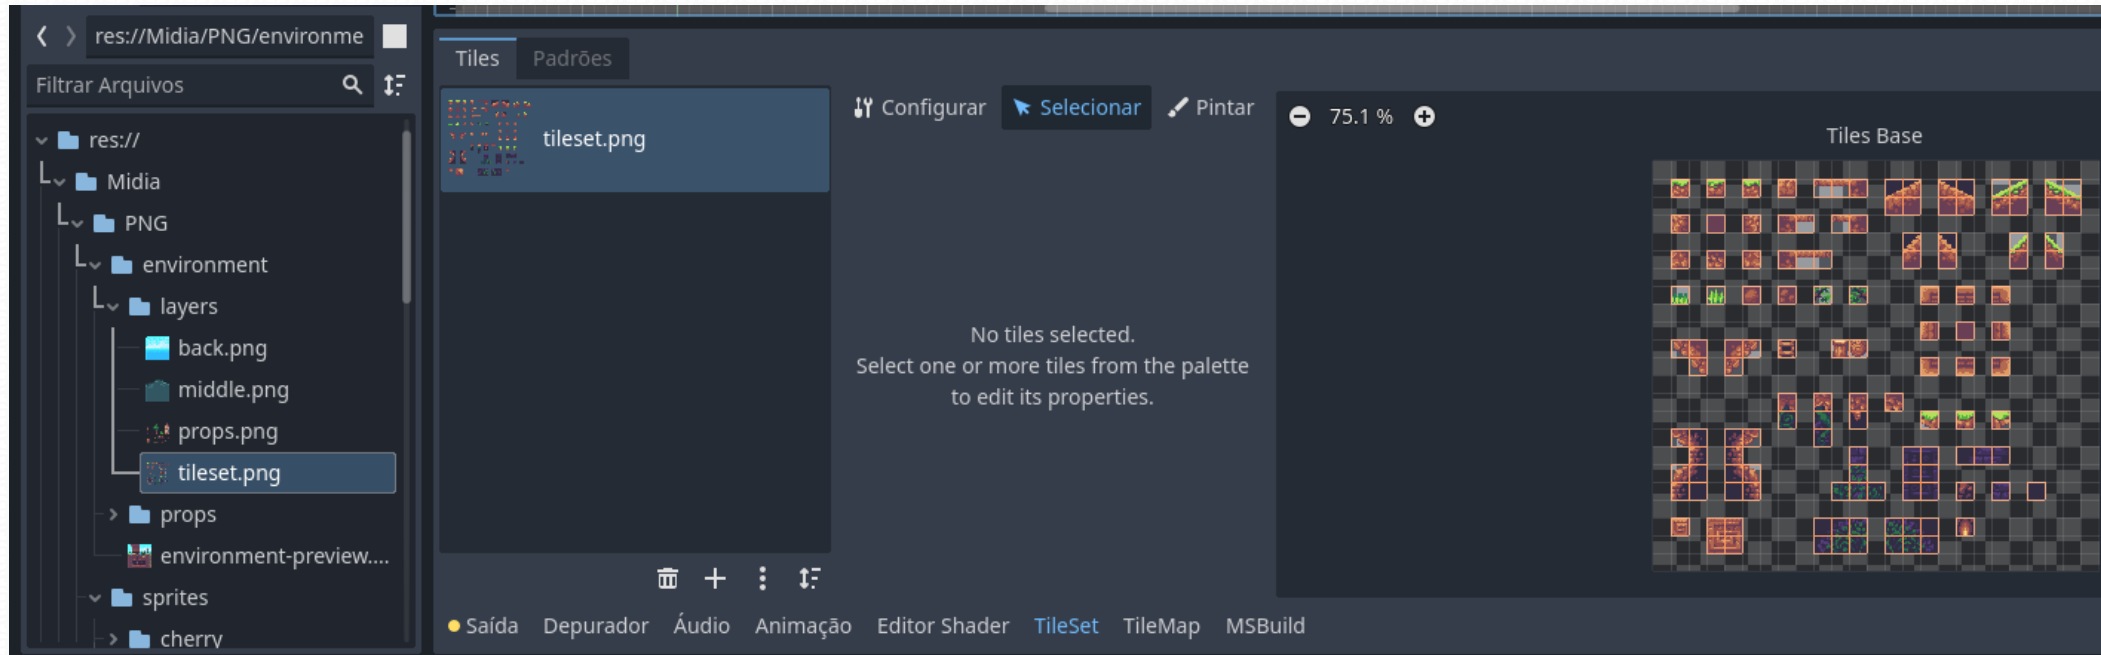 res://Midia/PNG/environme
Filtrar Arquivos
res://
Midia
PNG
environment
layers
back.png
middle.png
props.png
tileset.png
props
environment-preview....
sprites
cherry
Tiles
Padrões
tileset.png
Configurar
Selecionar
Pintar
No tiles selected.
Select one or more tiles from the palette
to edit its properties.
75.1 %
Tiles Base
Saída
Depurador
Áudio
Animação
Editor Shader
TileSet
TileMap
MSBuild